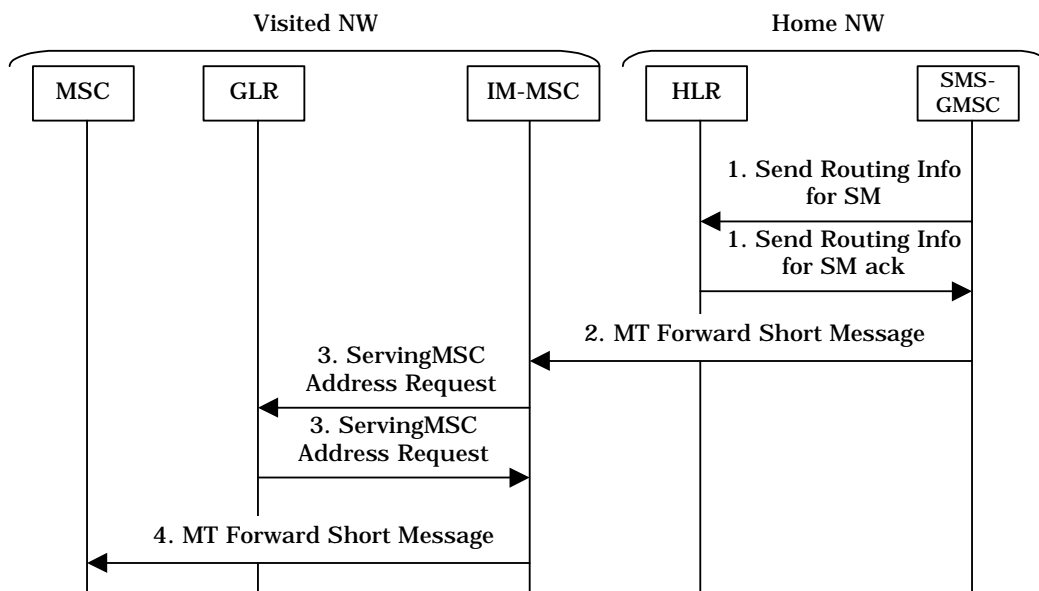 Visited NW
Home NW
MSC
GLR
IM-MSC
HLR
SMS-
GMSC
1. Send Routing Info
for SM
1. Send Routing Info
for SM ack
2. MT Forward Short Message
3. ServingMSC
Address Request
3. ServingMSC
Address Request
4. MT Forward Short Message